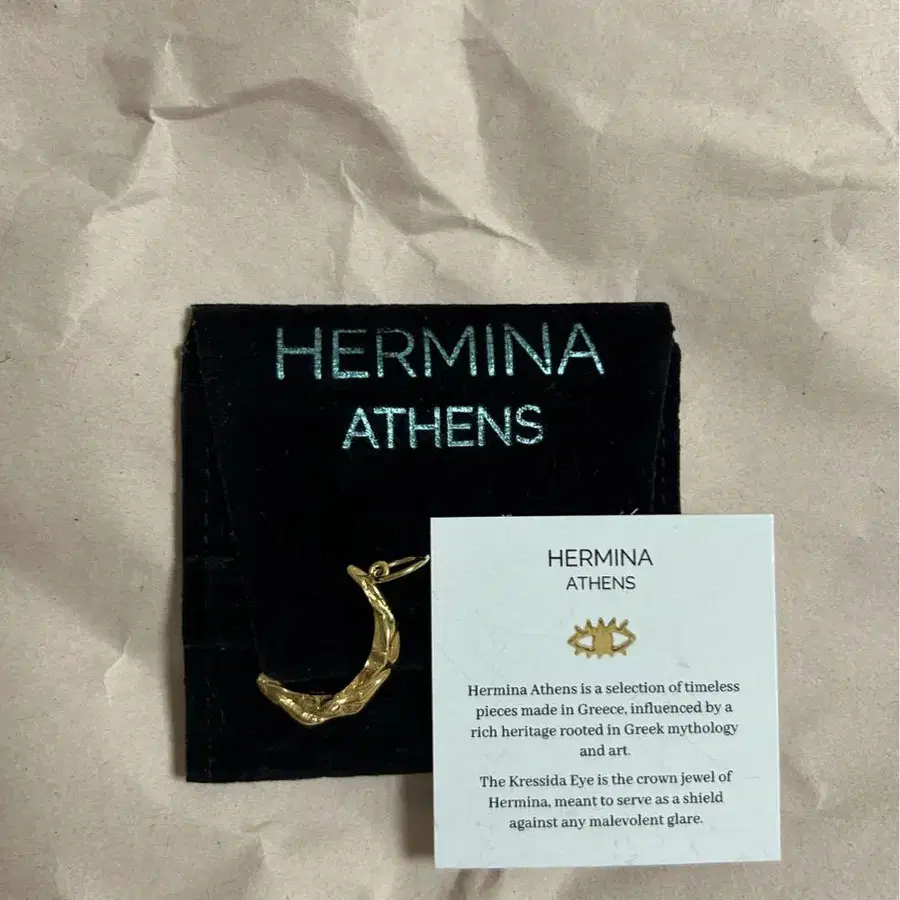 HERMINA
ATHENS
HERMINA
ATHENS
Hermina Athens is a selection of timeless
pieces made in Greece, influenced by a
rich heritage rooted in Greek mythology
and art.
The Kressida Eye is the crown jewel of
Hermina, meant to serve as a shield
against any malevolent glare.